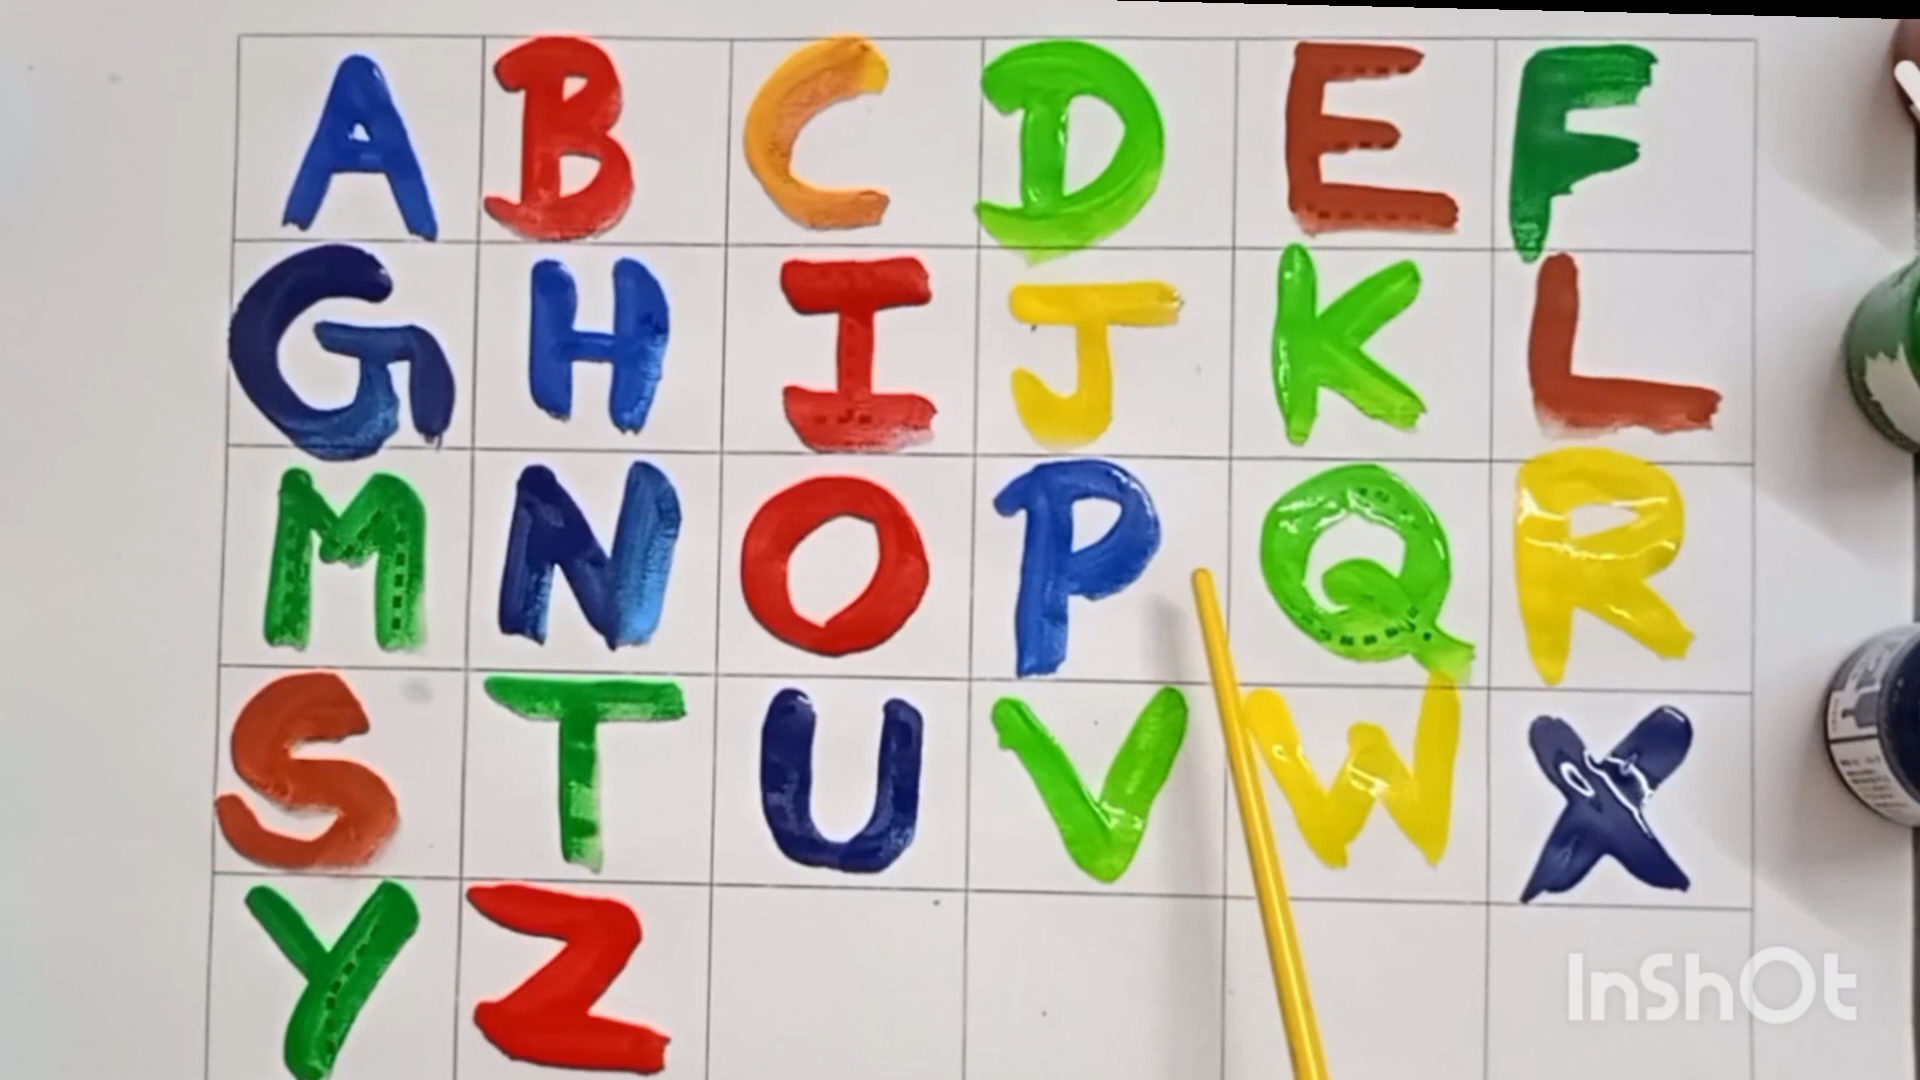 A B C D E F
G H I J K L
M N O P Q R
S T U V W X
Y Z
InShOt